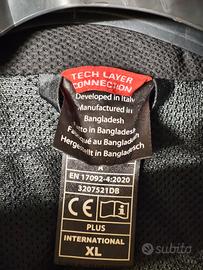 TECH LAYER
CONNECTION
Developed in Italy
Manufactured in
Bangladesh
Fatto in Bangladesh
Fabriqué au Bangladesh
Hergestellt in Bangladesch
A
EN 17092-4:2020
3207521DB
CE
PLUS
INTERNATIONAL
XL
subito